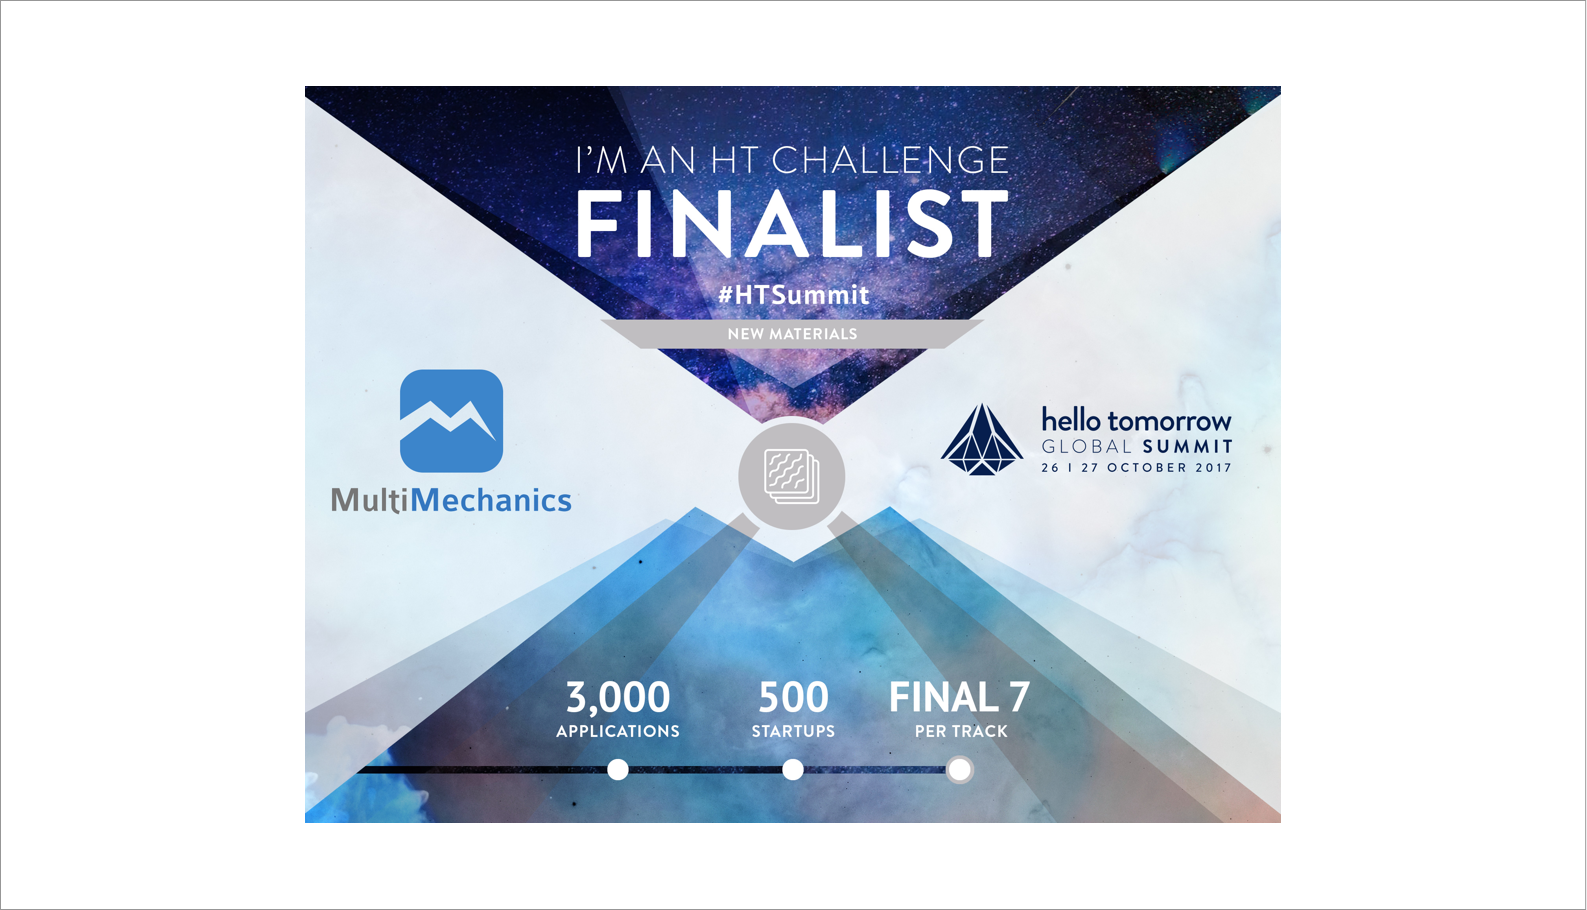 I'M AN HT CHALLENGE
FINALIST
#HTSummit
NEW MATERIALS
MultiMechanics
hello tomorrow
GLOBAL SUMMIT
26 | 27 OCTOBER 2017
3,000
APPLICATIONS
500
STARTUPS
FINAL 7
PER TRACK